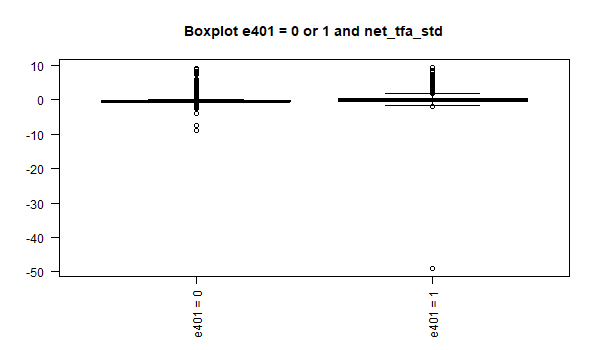 Boxplot e401 = 0 or 1 and net_tfa_std
10
0
-10
-20
-30
-40
-50
e401 = 0
e401 = 1